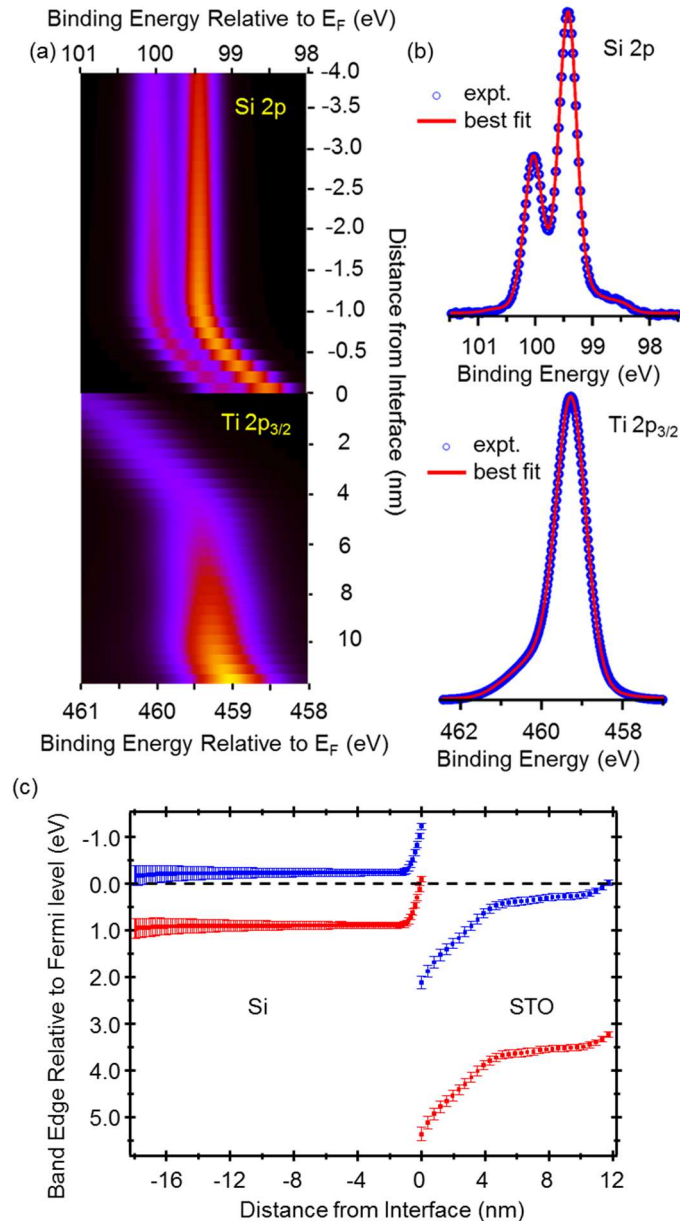 Binding Energy Relative to E_F (eV)
101 100 99 98
(a)
Si 2p
-4.0
-3.5
-3.0
-2.5
-2.0
-1.5
-1.0
-0.5
0
Ti 2p3/2
2
4
6
8
10
Distance from Interface (nm)
461 460 459 458
Binding Energy Relative to E_F (eV)
(b)
Si 2p
expt.
best fit
101 100 99 98
Binding Energy (eV)
Ti 2p3/2
expt.
best fit
462 460 458
Binding Energy (eV)
(c)
Band Edge Relative to Fermi level (eV)
-1.0
0.0
1.0
2.0
3.0
4.0
5.0
Si
STO
-16 -12 -8 -4 0 4 8 12
Distance from Interface (nm)